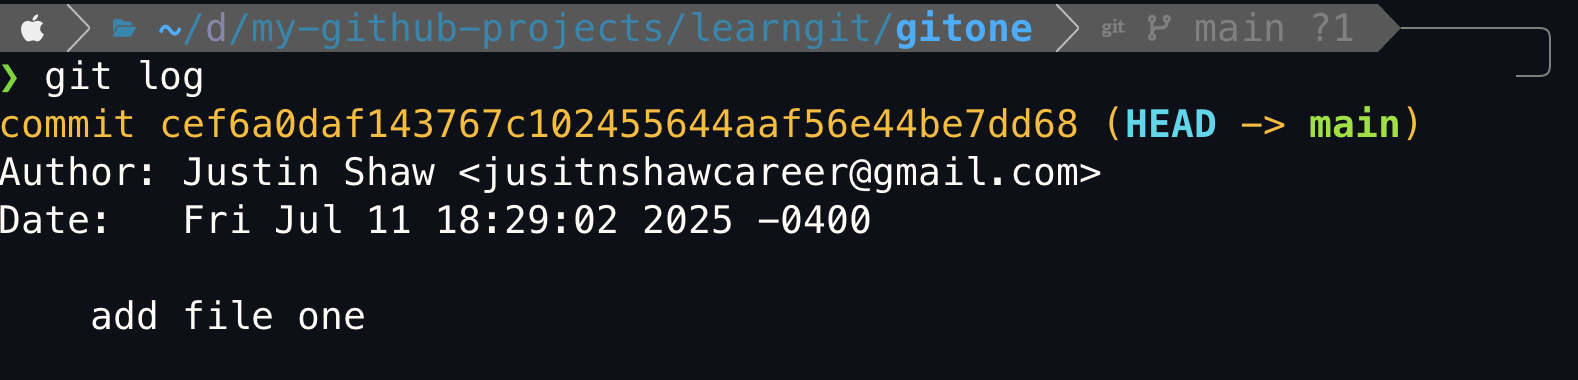 ~/d/my-github-projects/learngit/gitone git main ?1
❯ git log
commit cef6a0daf143767c102455644aaf56e44be7dd68 (HEAD -> main)
Author: Justin Shaw <jusitnshawcareer@gmail.com>
Date:   Fri Jul 11 18:29:02 2025 -0400
add file one